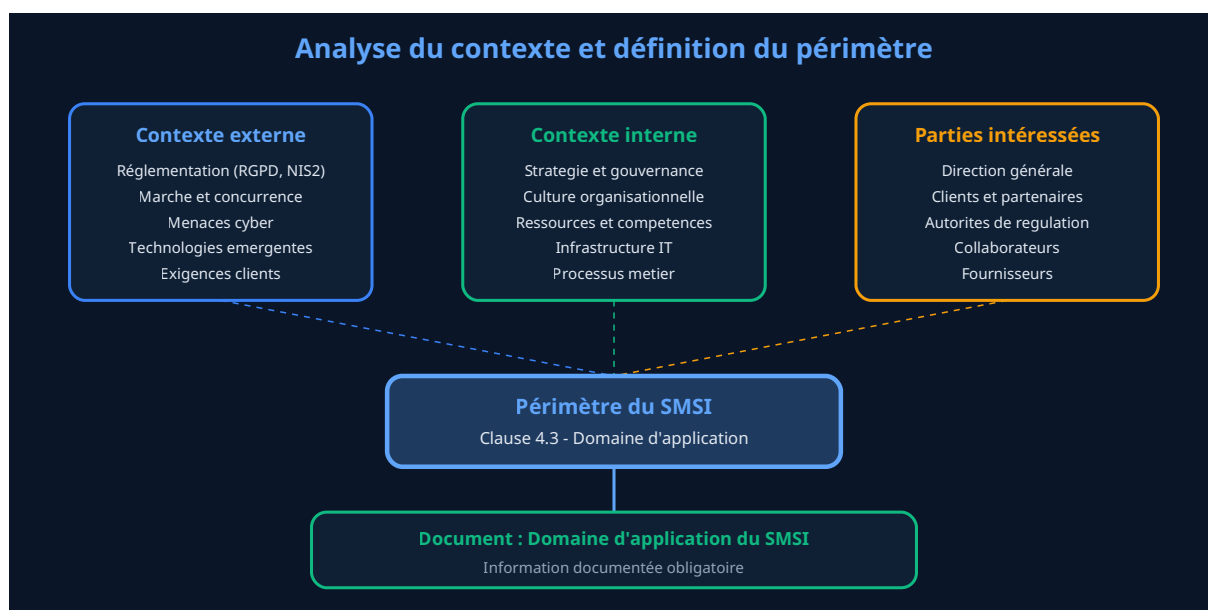 Analyse du contexte et définition du périmètre
Contexte externe
Réglementation (RGPD, NIS2)
Marche et concurrence
Menaces cyber
Technologies emergentes
Exigences clients
Contexte interne
Strategie et gouvernance
Culture organisationnelle
Ressources et competences
Infrastructure IT
Processus metier
Parties intéressées
Direction générale
Clients et partenaires
Autorites de regulation
Collaborateurs
Fournisseurs
Périmètre du SMSI
Clause 4.3 - Domaine d'application
Document : Domaine d'application du SMSI
Information documentée obligatoire